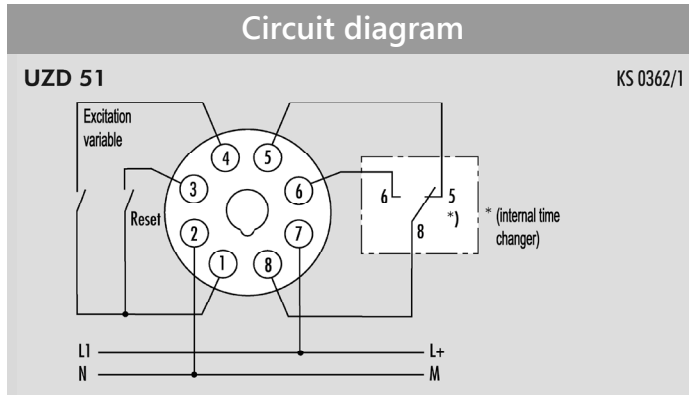 Circuit diagram
UZD 51
KS 0362/1
Excitation
variable
4
5
3
6
6
5
*)
* (internal time
changer)
Reset
2
7
8
1
8
L1
L+
N
M